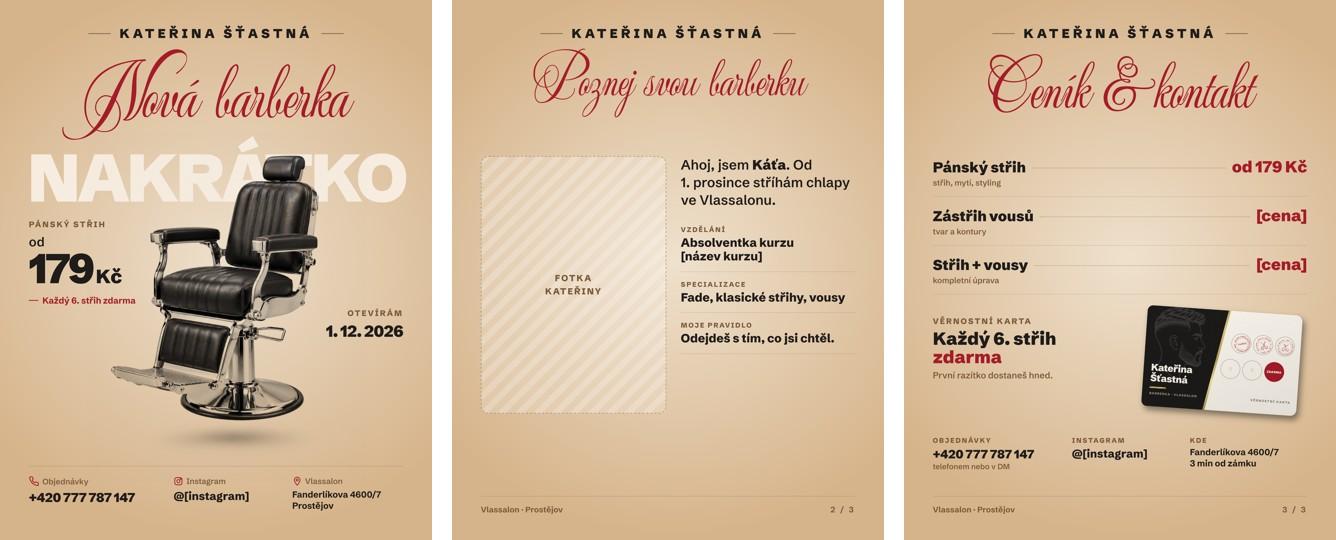 KATEŘINA ŠŤASTNÁ
Nová barberka
PÁNSKÝ STŘIH
od
179 Kč
— Každý 6. střih zdarma
OTEVÍRÁM
1. 12. 2026
Objednávky
+420 777 787 147
Instagram
@[instagram]
Vlassalon
Fanderlíkova 4600/7
Prostějov
KATEŘINA ŠŤASTNÁ
Poznej svou barberku
FOTKA
KATEŘINY
Ahoj, jsem Káťa. Od
1. prosince stříhám chlapy
ve Vlassalonu.
VZDĚLÁNÍ
Absolventka kurzu
[název kurzu]
SPECIALIZACE
Fade, klasické střihy, vousy
MOJE PRAVIDLO
Odejdeš s tím, co jsi chtěl.
Vlassalon · Prostějov
2 / 3
KATEŘINA ŠŤASTNÁ
Ceník & kontakt
Pánský střih
od 179 Kč
střih, mytí, styling
Zástřih vousů
[cena]
tvar a kontury
Střih + vousy
[cena]
kompletní úprava
VĚRNOSTNÍ KARTA
Každý 6. střih
zdarma
První razítko dostaneš hned.
Kateřina
Šťastná
BARBERKA · VLASSALON
ZDARMA
VĚRNOSTNÍ KARTA
OBJEDNÁVKY
+420 777 787 147
telefonem nebo v DM
INSTAGRAM
@[instagram]
KDE
Fanderlíkova 4600/7
3 min od zámku
Vlassalon · Prostějov
3 / 3